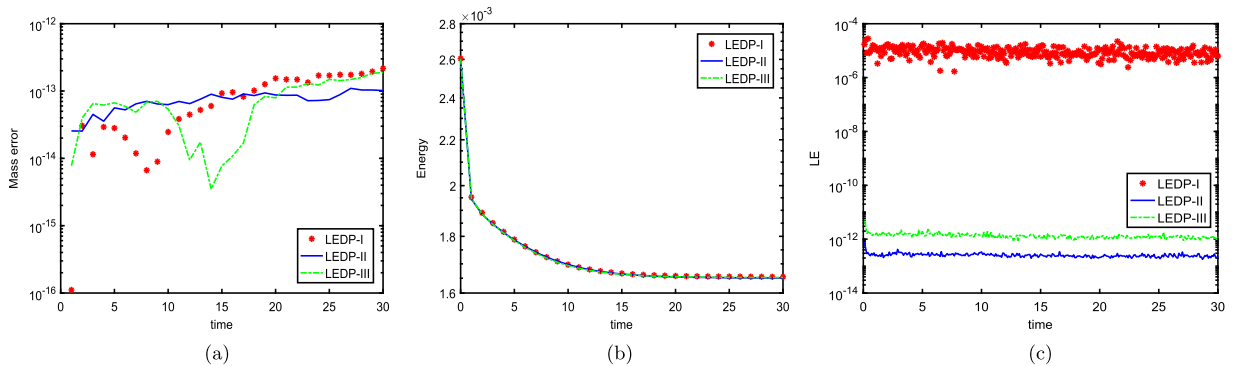 10^-12
10^-13
10^-14
10^-15
10^-16
Mass error
0 5 10 15 20 25 30
time
LEDP-I
LEDP-II
LEDP-III
(a)
×10^-3
2.6
2.4
2.2
2
1.8
1.6
Energy
0 5 10 15 20 25 30
time
LEDP-I
LEDP-II
LEDP-III
(b)
10^-4
10^-6
10^-8
10^-10
10^-12
10^-14
LE
0 5 10 15 20 25 30
time
LEDP-I
LEDP-II
LEDP-III
(c)